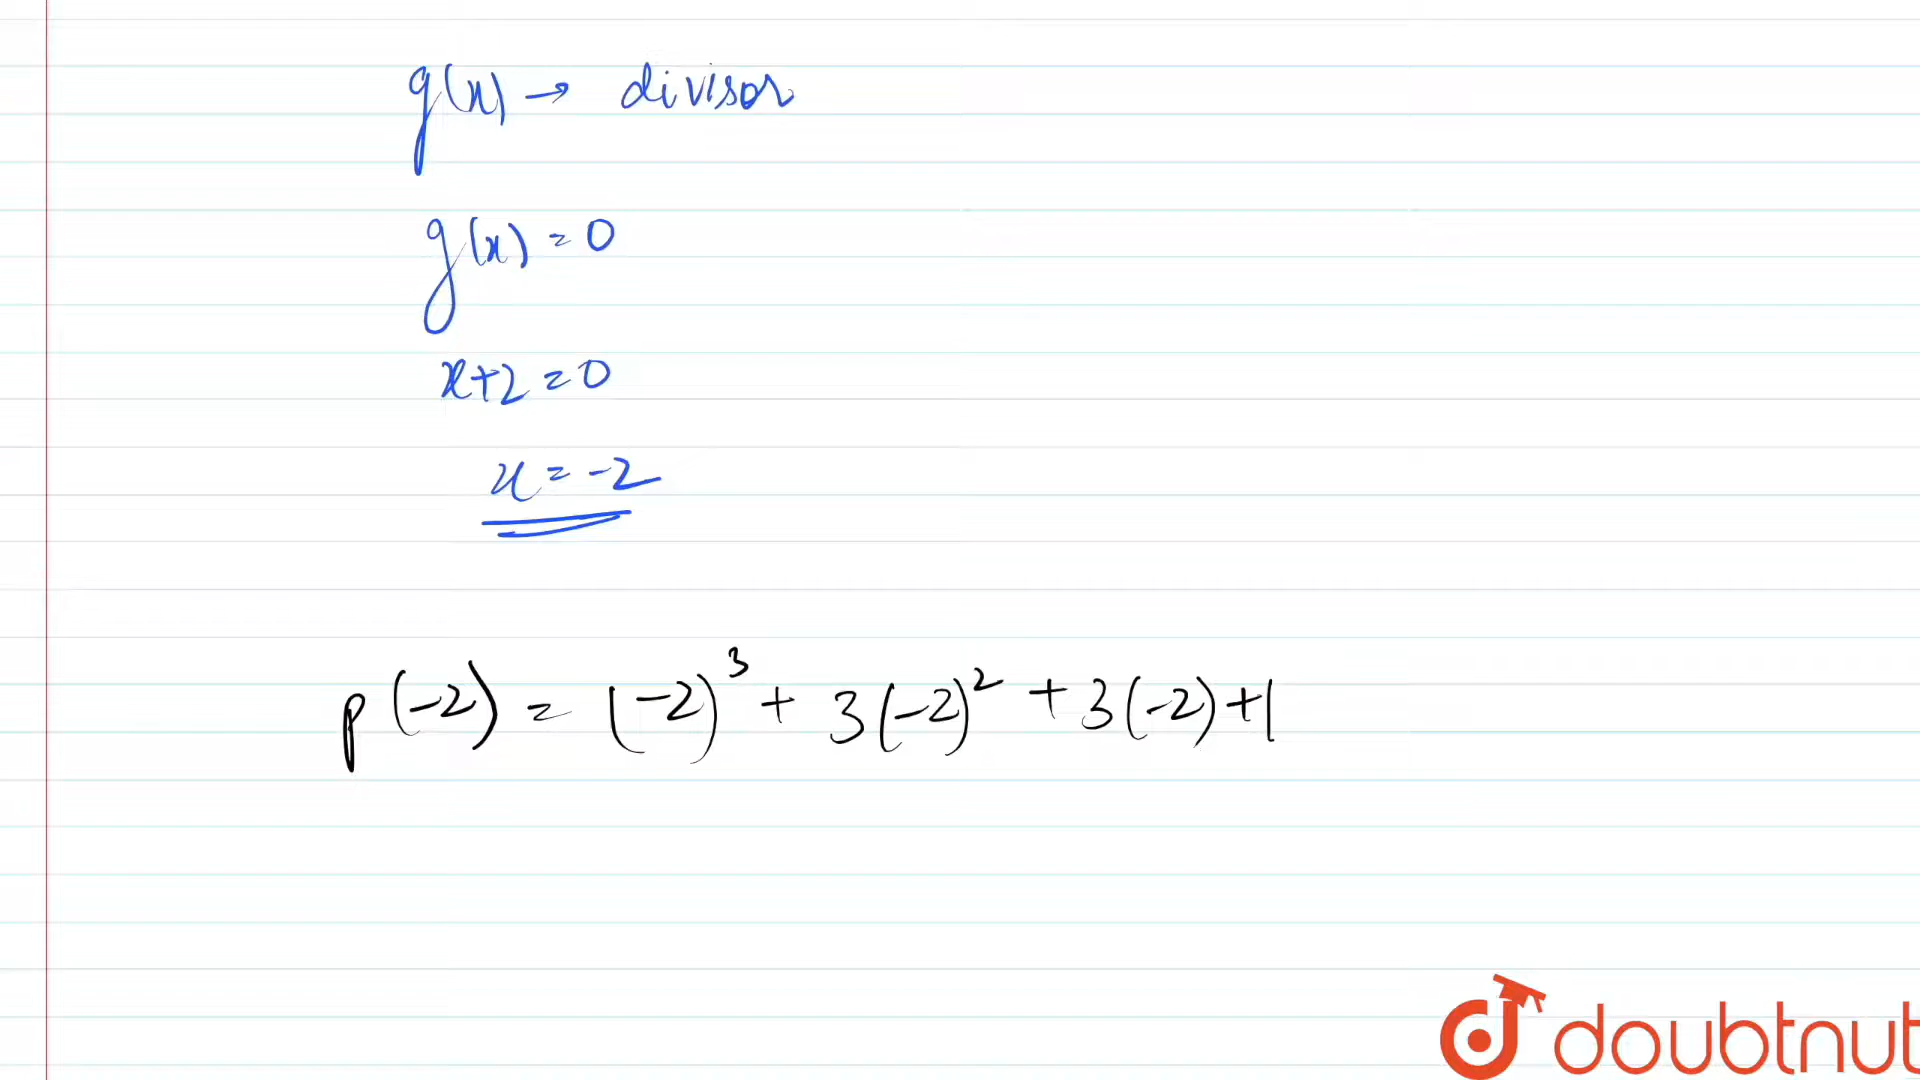 g(x) → divisor
g(x) = 0
x+2 = 0
x = -2
p(-2) = (-2)³ + 3(-2)² + 3(-2) +1
doubtnut